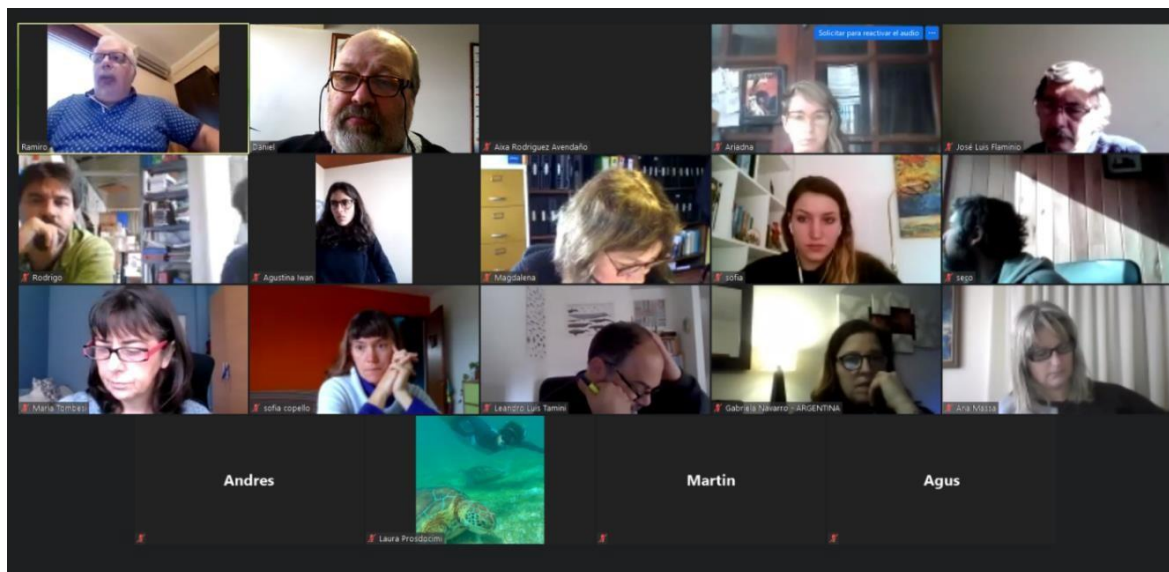 Solicitar para reactivar el audio
Ramiro
Daniel
Aixa Rodriguez Avendaño
Ariadna
José Luis Flaminio
Rodrigo
Agustina Iwan
Magdalena
sofia
seco
Maria Tombesi
sofia copello
Leandro Luis Tamini
Gabriela Navarro - ARGENTINA
Ana Massa
Andres
Laura Prosdocimi
Martin
Agus